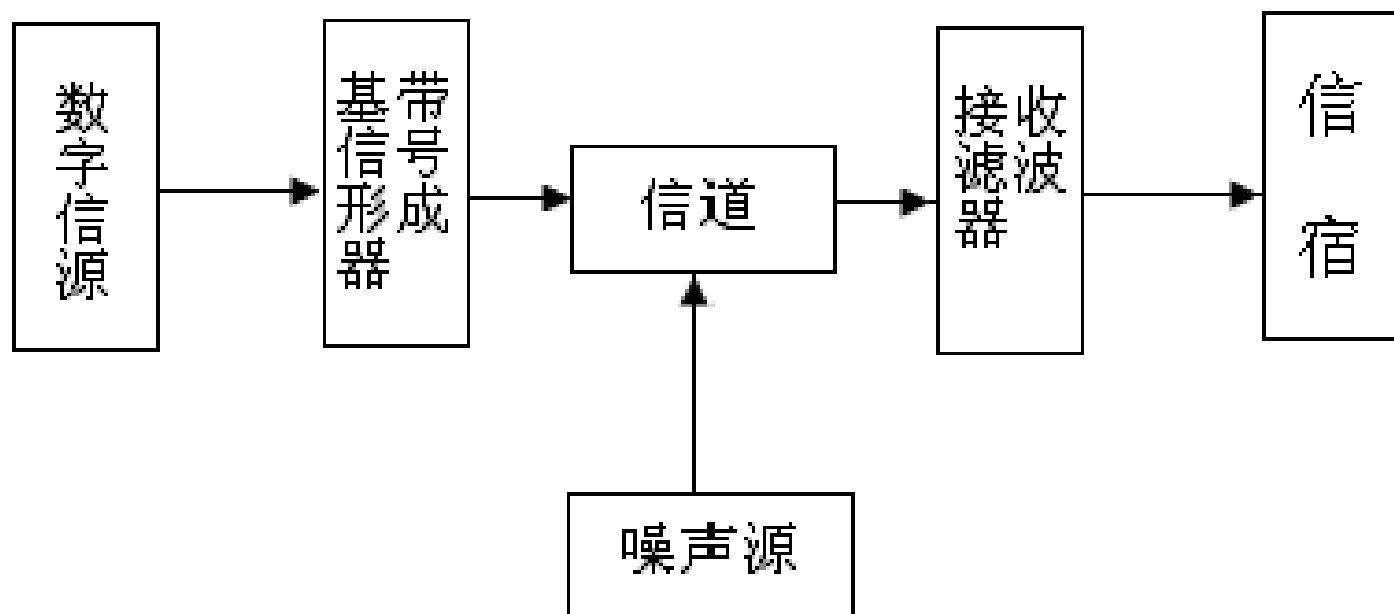 数
字
信
源
基带
信号
形成
器
信道
接收
滤波
器
信
宿
噪声源